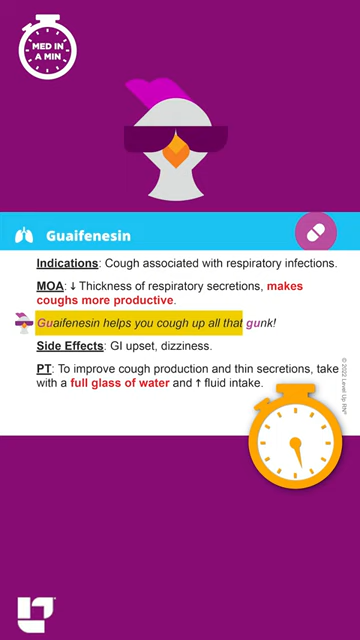 MED IN
A MIN
Guaifenesin
Indications: Cough associated with respiratory infections.
MOA: ↓ Thickness of respiratory secretions, makes
coughs more productive.
Guaifenesin helps you cough up all that gunk!
Side Effects: GI upset, dizziness.
PT: To improve cough production and thin secretions, take
with a full glass of water and ↑ fluid intake.
© 2022 Level Up RN®